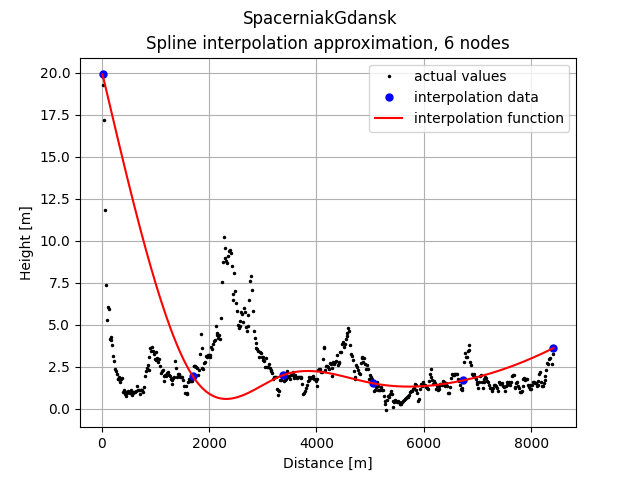 SpacerniakGdansk
Spline interpolation approximation, 6 nodes
actual values
interpolation data
interpolation function
Height [m]
20.0
17.5
15.0
12.5
10.0
7.5
5.0
2.5
0.0
0 2000 4000 6000 8000
Distance [m]